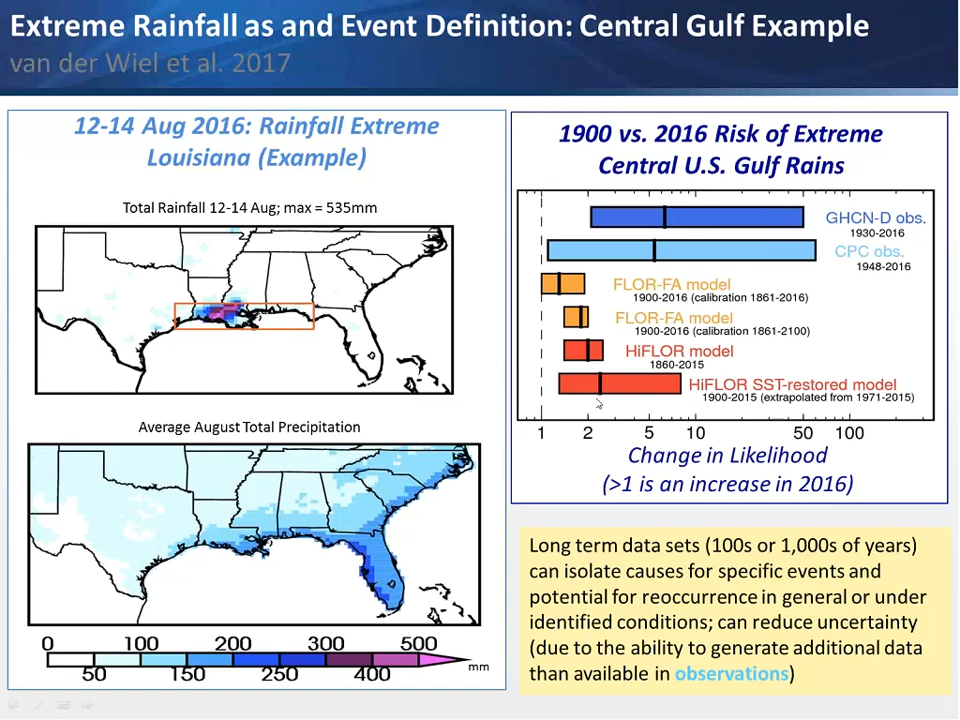 Extreme Rainfall as and Event Definition: Central Gulf Example
van der Wiel et al. 2017
12-14 Aug 2016: Rainfall Extreme
Louisiana (Example)
Total Rainfall 12-14 Aug; max = 535mm
Average August Total Precipitation
0 100 200 300 500
50 150 250 400
mm
1900 vs. 2016 Risk of Extreme
Central U.S. Gulf Rains
GHCN-D obs.
1930-2016
CPC obs.
1948-2016
FLOR-FA model
1900-2016 (calibration 1861-2016)
FLOR-FA model
1900-2016 (calibration 1861-2100)
HiFLOR model
1860-2015
HiFLOR SST-restored model
1900-2015 (extrapolated from 1971-2015)
1 2 5 10 50 100
Change in Likelihood
(>1 is an increase in 2016)
Long term data sets (100s or 1,000s of years)
can isolate causes for specific events and
potential for reoccurrence in general or under
identified conditions; can reduce uncertainty
(due to the ability to generate additional data
than available in observations)